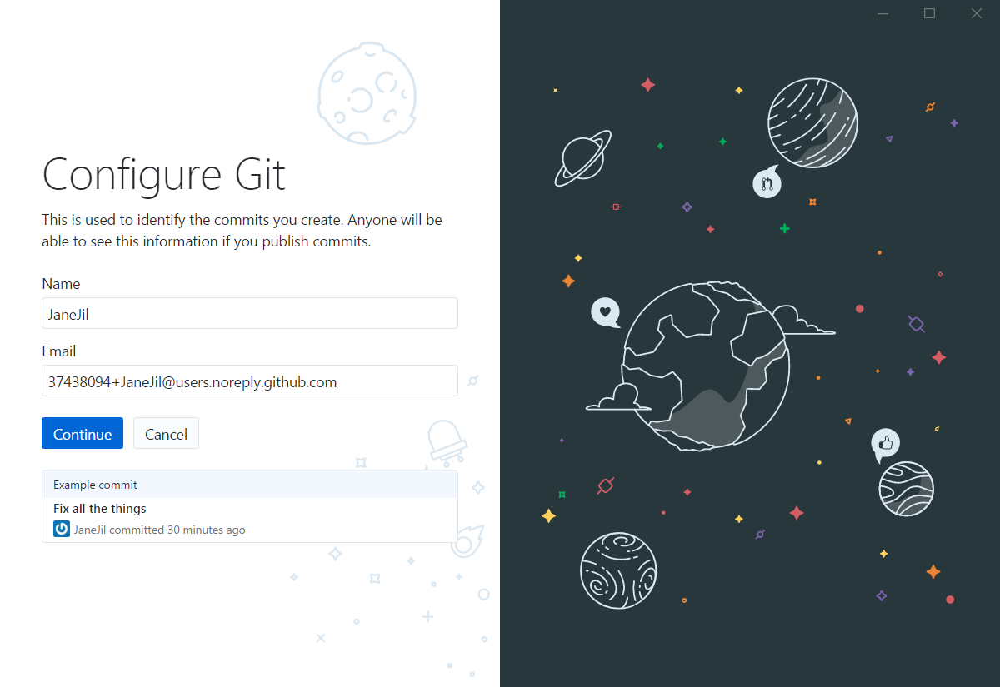 Configure Git
This is used to identify the commits you create. Anyone will be
able to see this information if you publish commits.
Name
JaneJil
Email
37438094+JaneJil@users.noreply.github.com
Continue
Cancel
Example commit
Fix all the things
JaneJil committed 30 minutes ago